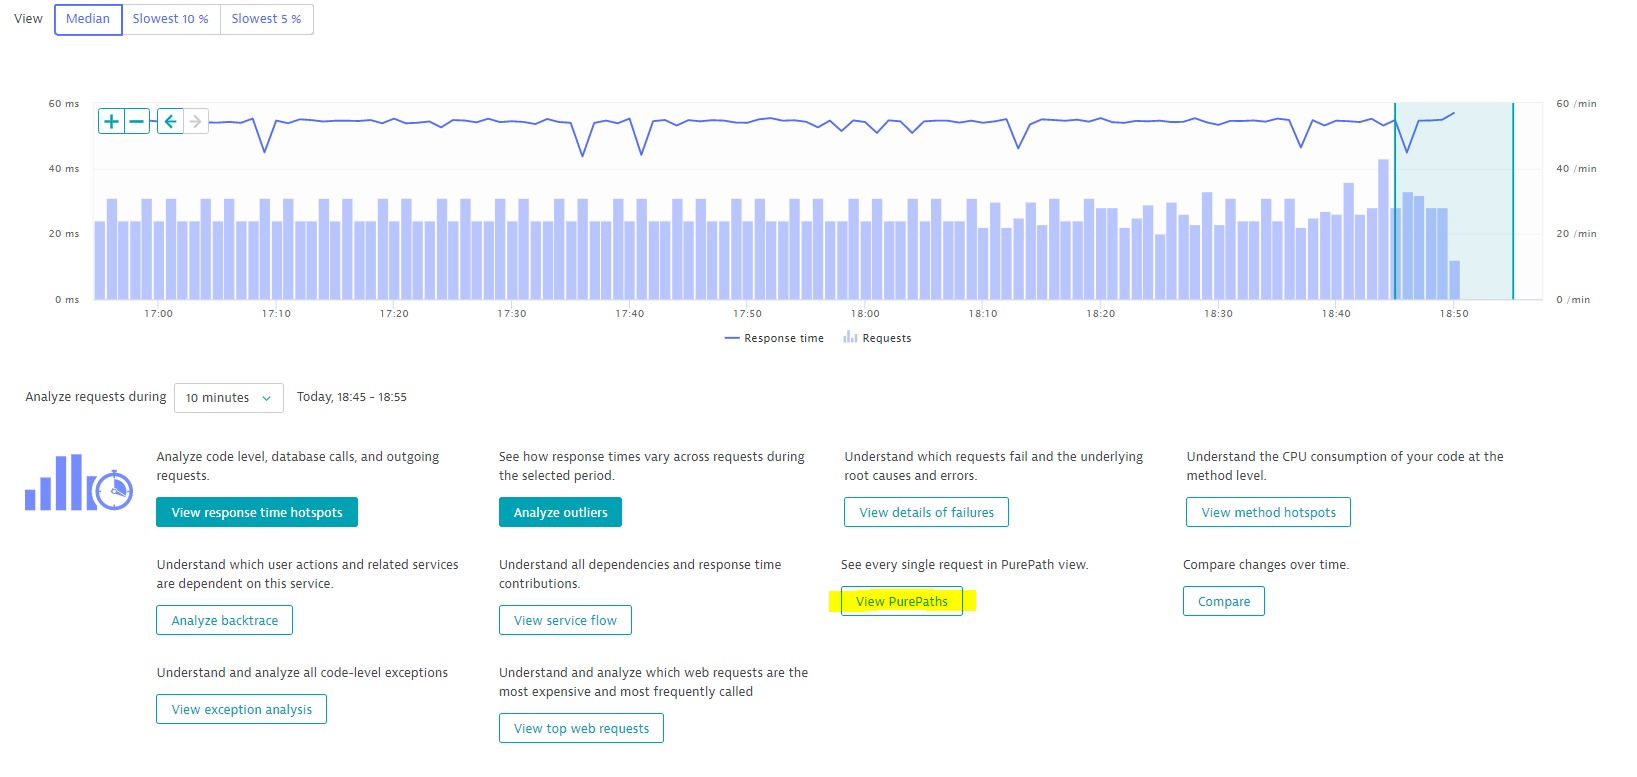 View Median Slowest 10 % Slowest 5 %
60 ms 60 /min
40 ms 40 /min
20 ms 20 /min
0 ms 0 /min
17:00 17:10 17:20 17:30 17:40 17:50 18:00 18:10 18:20 18:30 18:40 18:50
Response time Requests
Analyze requests during 10 minutes Today, 18:45 - 18:55
Analyze code level, database calls, and outgoing
requests.
View response time hotspots
See how response times vary across requests during
the selected period.
Analyze outliers
Understand which requests fail and the underlying
root causes and errors.
View details of failures
Understand the CPU consumption of your code at the
method level.
View method hotspots
Understand which user actions and related services
are dependent on this service.
Analyze backtrace
Understand all dependencies and response time
contributions.
View service flow
See every single request in PurePath view.
View PurePaths
Compare changes over time.
Compare
Understand and analyze all code-level exceptions
View exception analysis
Understand and analyze which web requests are the
most expensive and most frequently called
View top web requests